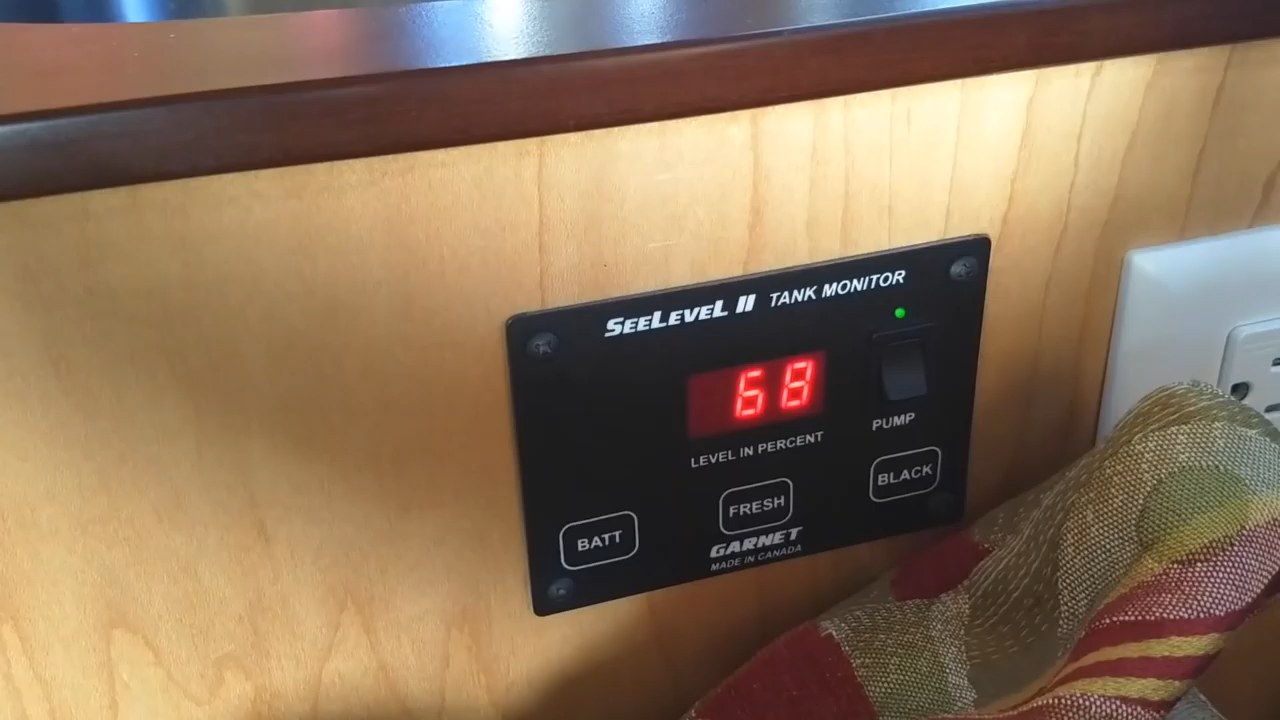 SEELEVEL II TANK MONITOR
68
LEVEL IN PERCENT
PUMP
BATT
FRESH
BLACK
GARNET
MADE IN CANADA